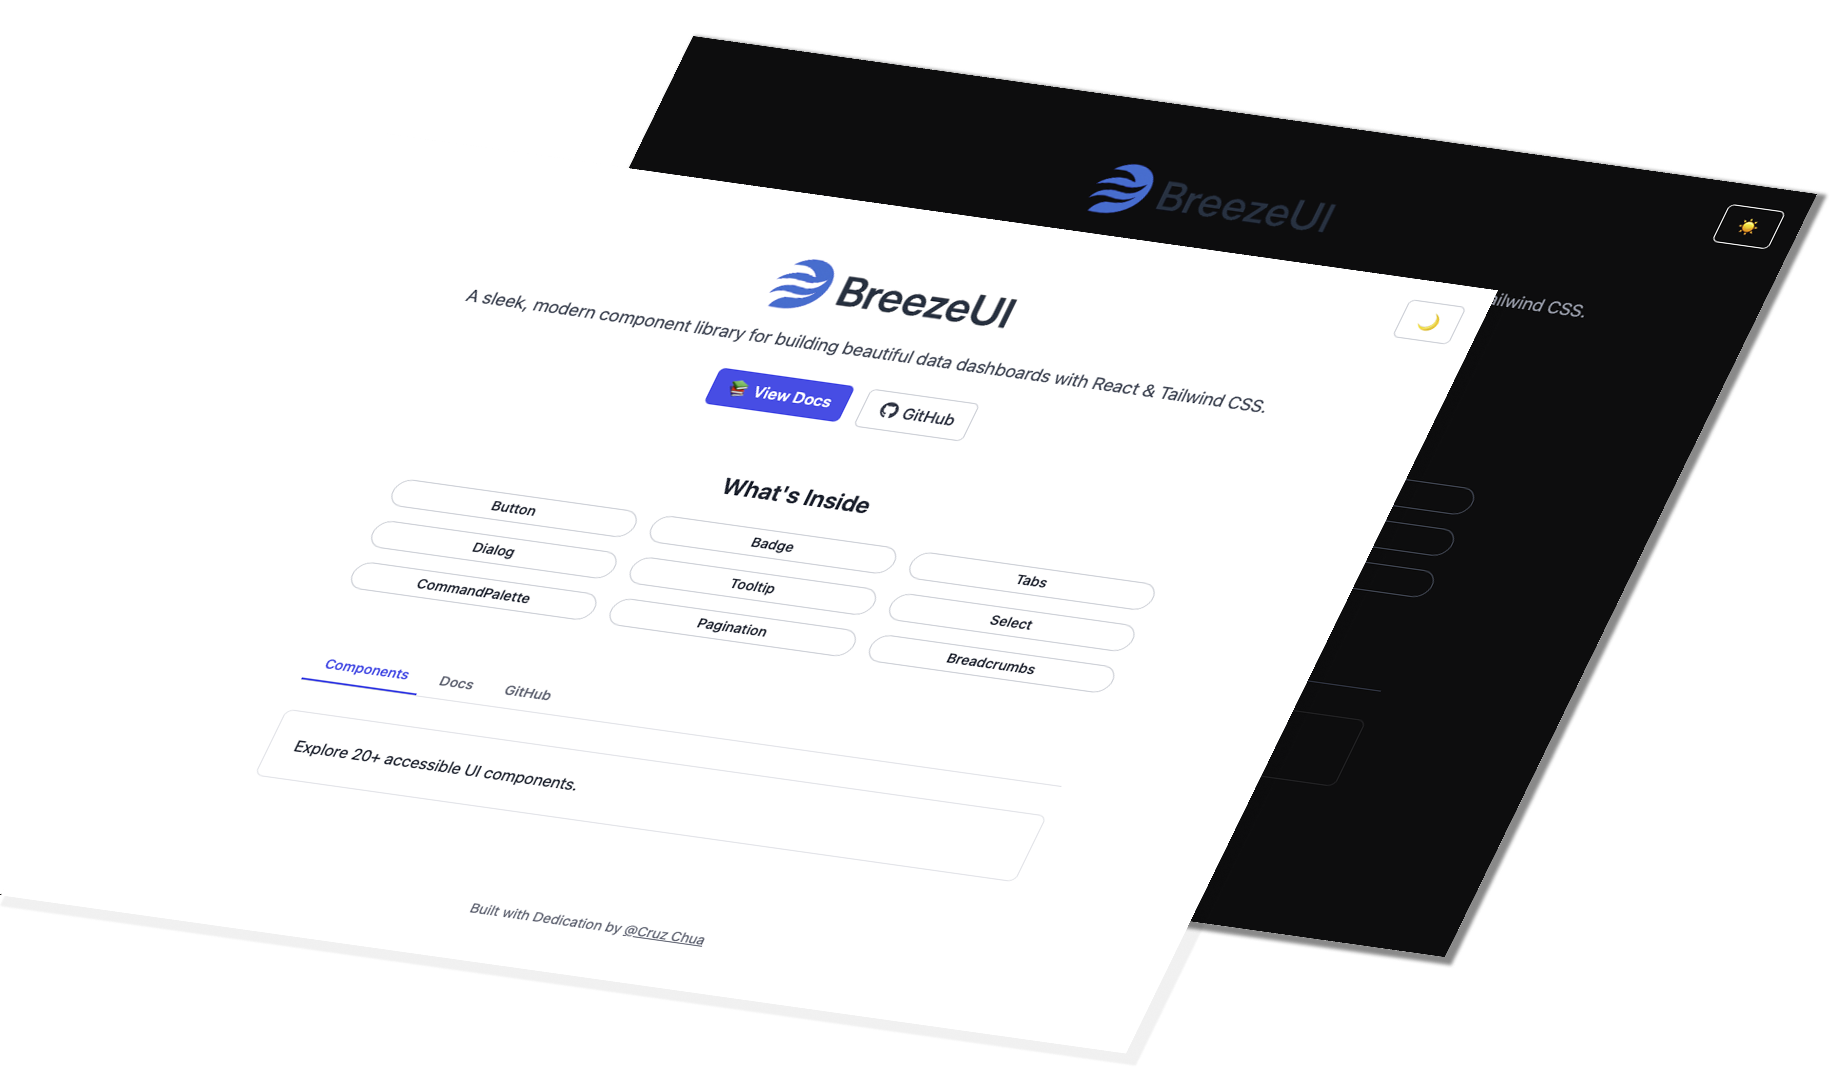 BreezeUI
ailwind CSS.
BreezeUI
A sleek, modern component library for building beautiful data dashboards with React & Tailwind CSS.
View Docs
GitHub
What's Inside
Button
Badge
Tabs
Dialog
Tooltip
Select
CommandPalette
Pagination
Breadcrumbs
Components Docs GitHub
Explore 20+ accessible UI components.
Built with Dedication by @Cruz Chua